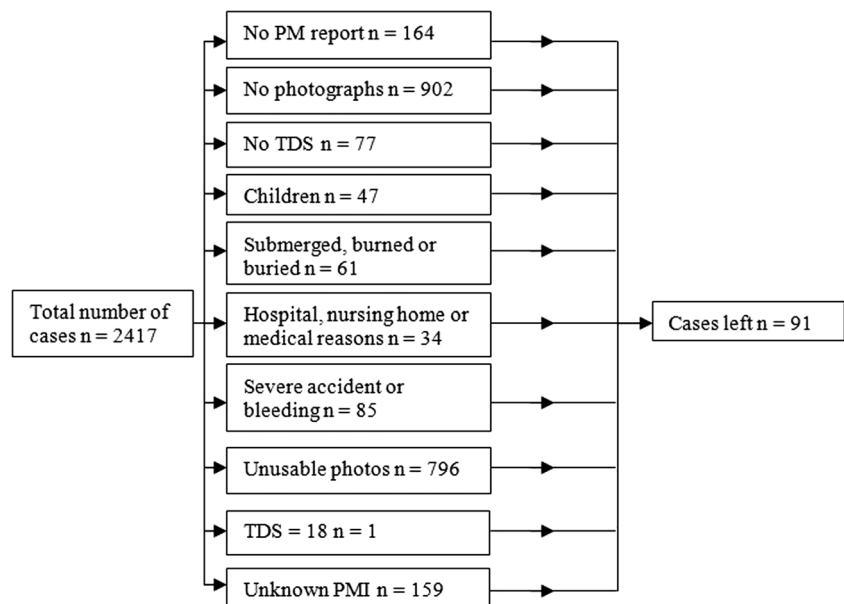 No PM report n = 164
No photographs n = 902
No TDS n = 77
Children n = 47
Submerged, burned or
buried n = 61
Total number of
cases n = 2417
Hospital, nursing home or
medical reasons n = 34
Cases left n = 91
Severe accident or
bleeding n = 85
Unusable photos n = 796
TDS = 18 n = 1
Unknown PMI n = 159